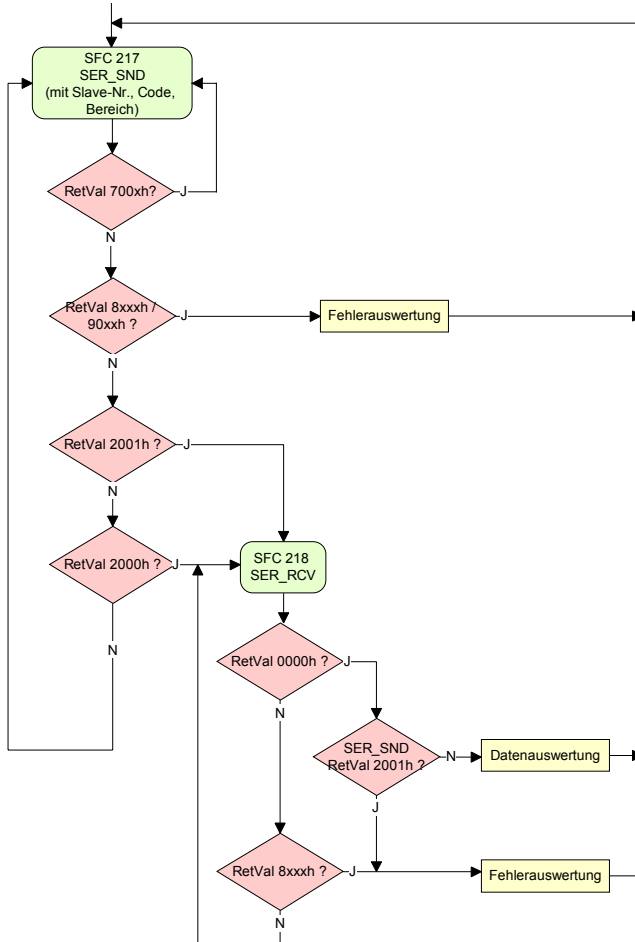 SFC 217
SER_SND
(mit Slave-Nr., Code,
Bereich)
RetVal 700xh?
J
N
RetVal 8xxxh /
90xxh ?
J
Fehlerauswertung
N
RetVal 2001h ?
J
N
RetVal 2000h ?
J
SFC 218
SER_RCV
N
RetVal 0000h ?
J
N
SER_SND
RetVal 2001h ?
N
Datenauswertung
J
RetVal 8xxxh ?
J
Fehlerauswertung
N